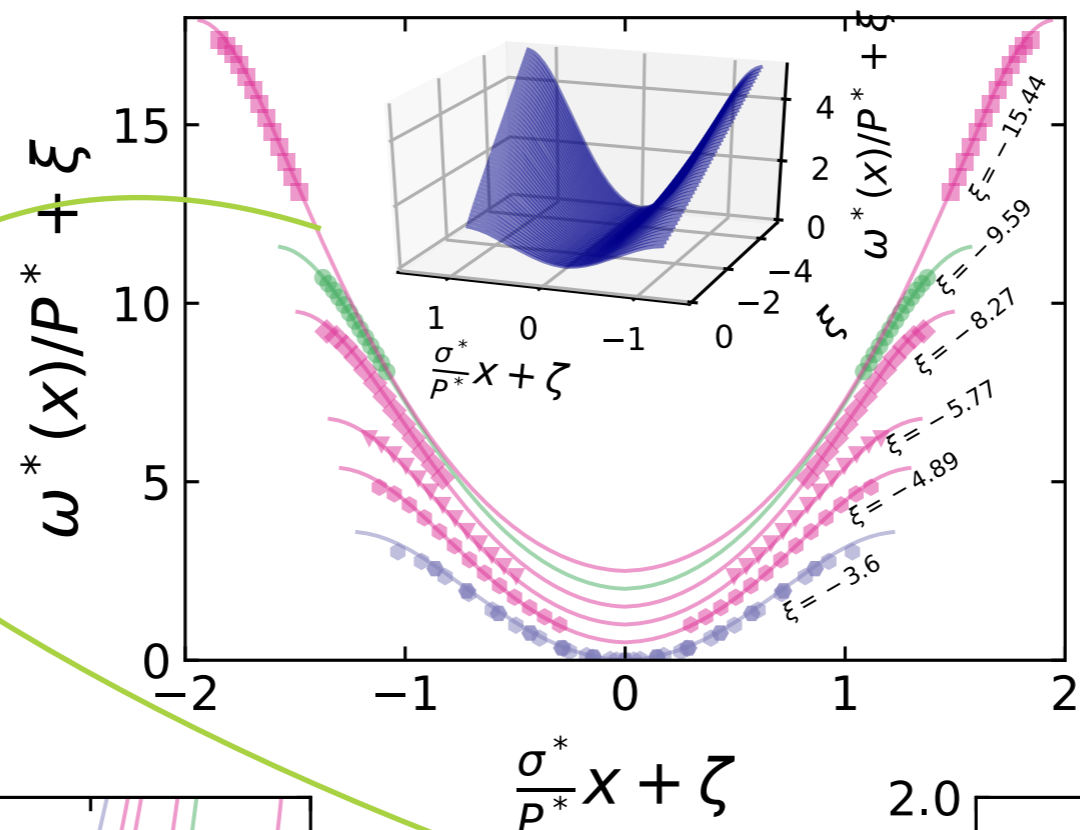 ω*(x)/P* + ξ
15
10
5
0
−2
−1
0
1
2
σ*/P* x + ζ
ξ = −15.44
ξ = −9.59
ξ = −8.27
ξ = −5.77
ξ = −4.89
ξ = −3.6
ω*(x)/P* + ξ
4
2
0
−4
−2
0
ξ
1
0
−1
σ*/P* x + ζ
2.0